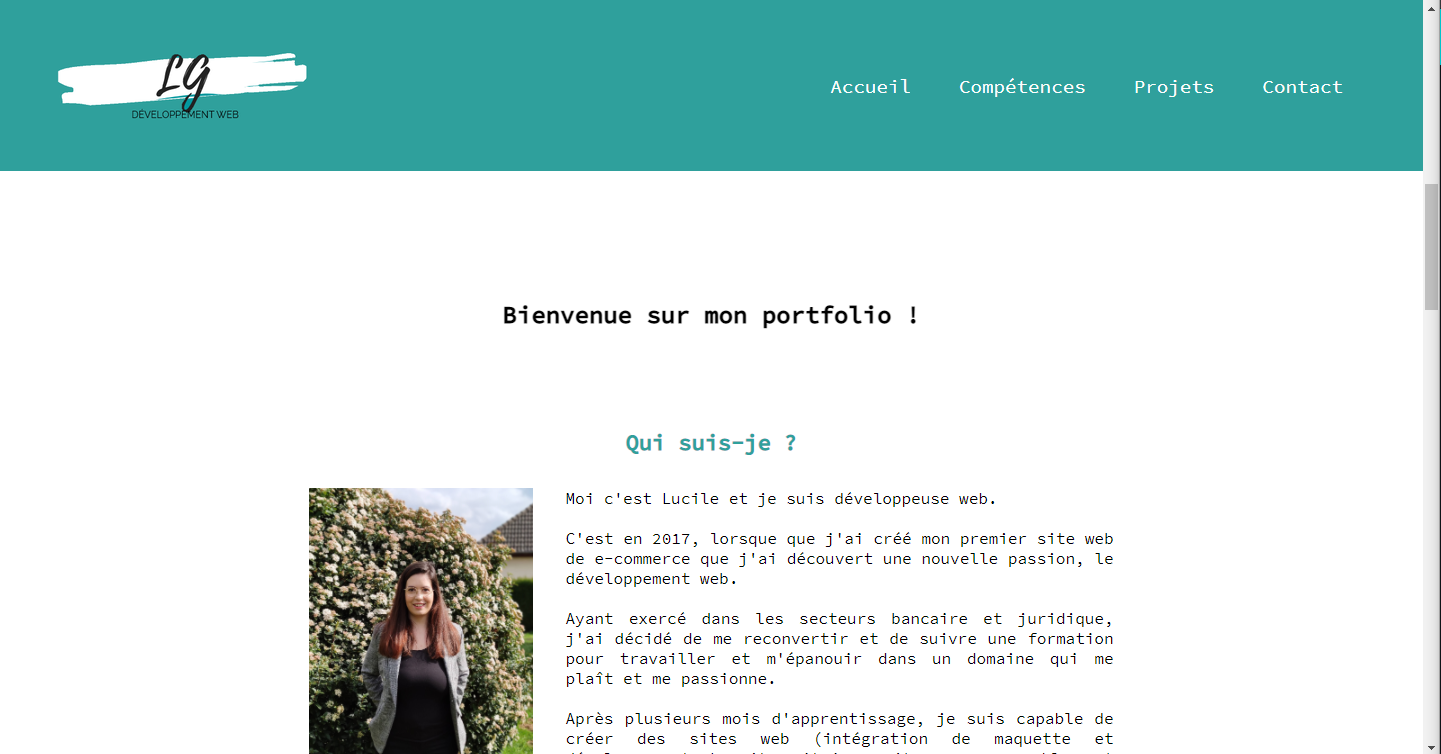 LG
DÉVELOPPEMENT WEB
Accueil Compétences Projets Contact
Bienvenue sur mon portfolio !
Qui suis-je ?
Moi c'est Lucile et je suis développeuse web.
C'est en 2017, lorsque que j'ai créé mon premier site web
de e-commerce que j'ai découvert une nouvelle passion, le
développement web.
Ayant exercé dans les secteurs bancaire et juridique,
j'ai décidé de me reconvertir et de suivre une formation
pour travailler et m'épanouir dans un domaine qui me
plaît et me passionne.
Après plusieurs mois d'apprentissage, je suis capable de
créer des sites web (intégration de maquette et